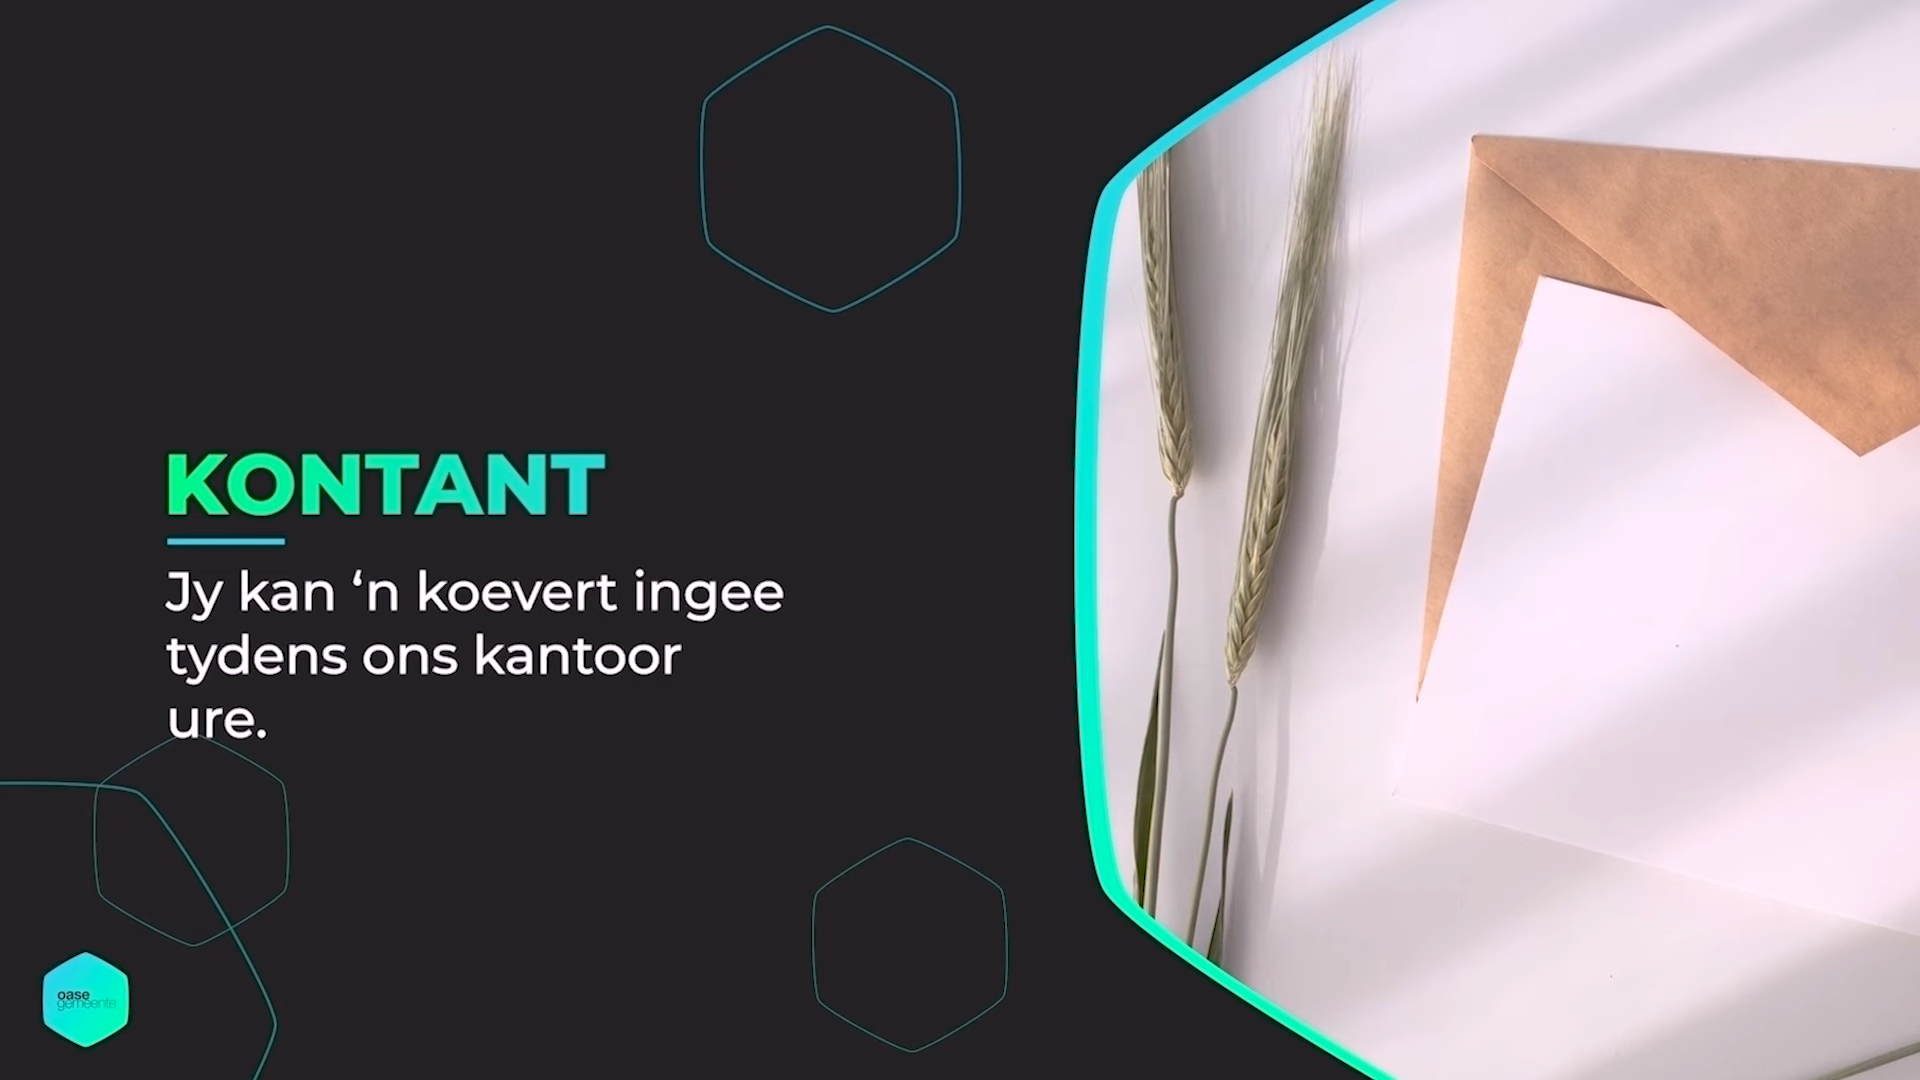 KONTANT
Jy kan ‘n koevert ingee
tydens ons kantoor
ure.
oase
gemeente